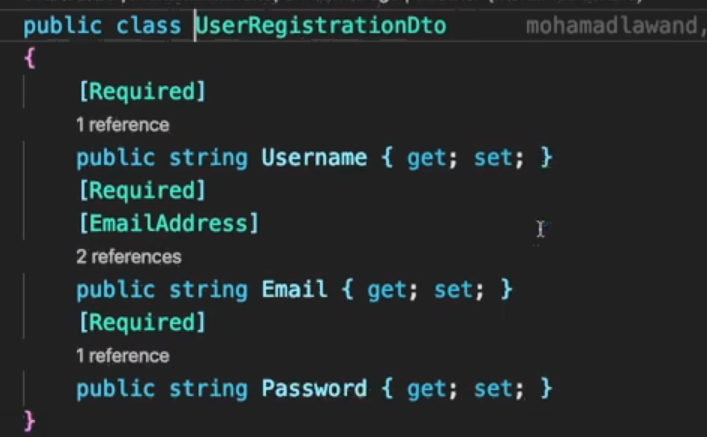 public class UserRegistrationDto mohamadlawand,
{
[Required]
1 reference
public string Username { get; set; }
[Required]
[EmailAddress]
2 references
public string Email { get; set; }
[Required]
1 reference
public string Password { get; set; }
}